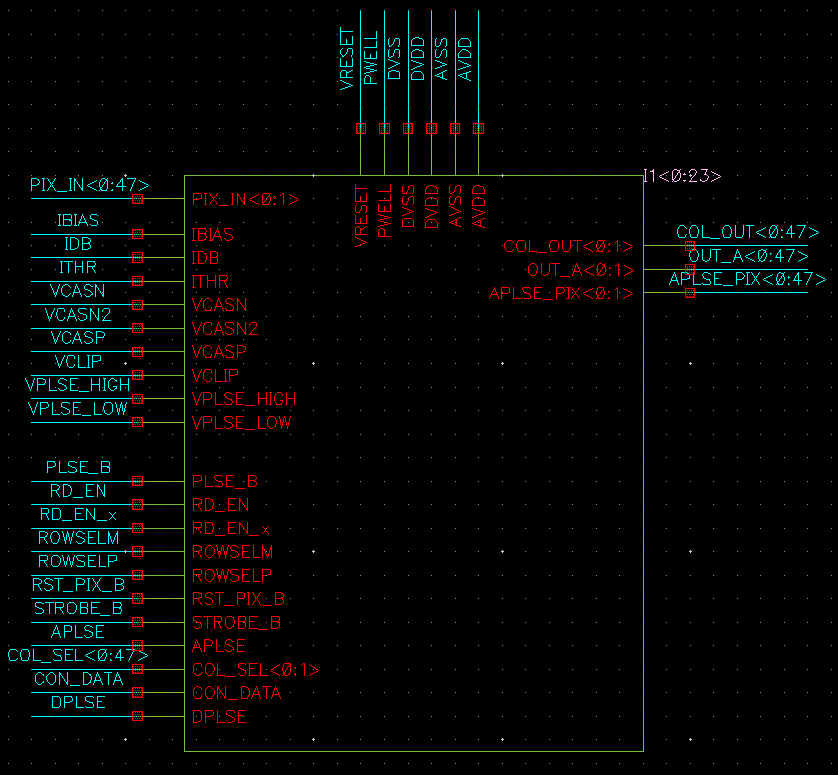 VRESET
PWELL
DVSS
DVDD
AVSS
AVDD
I1<0:23>
PIX_IN<0:47>
PIX_IN<0:1>
VRESET
PWELL
DVSS
DVDD
AVSS
AVDD
IBIAS
IBIAS
COL_OUT<0:47>
COL_OUT<0:1>
IDB
IDB
OUT_A<0:47>
OUT_A<0:1>
ITHR
ITHR
APLSE_PIX<0:47>
APLSE_PIX<0:1>
VCASN
VCASN
VCASN2
VCASN2
VCASP
VCASP
VCLIP
VCLIP
VPLSE_HIGH
VPLSE_HIGH
VPLSE_LOW
VPLSE_LOW
PLSE_B
PLSE_B
RD_EN
RD_EN
RD_EN_x
RD_EN_x
ROWSELM
ROWSELM
ROWSELP
ROWSELP
RST_PIX_B
RST_PIX_B
STROBE_B
STROBE_B
APLSE
APLSE
COL_SEL<0:47>
COL_SEL<0:1>
CON_DATA
CON_DATA
DPLSE
DPLSE